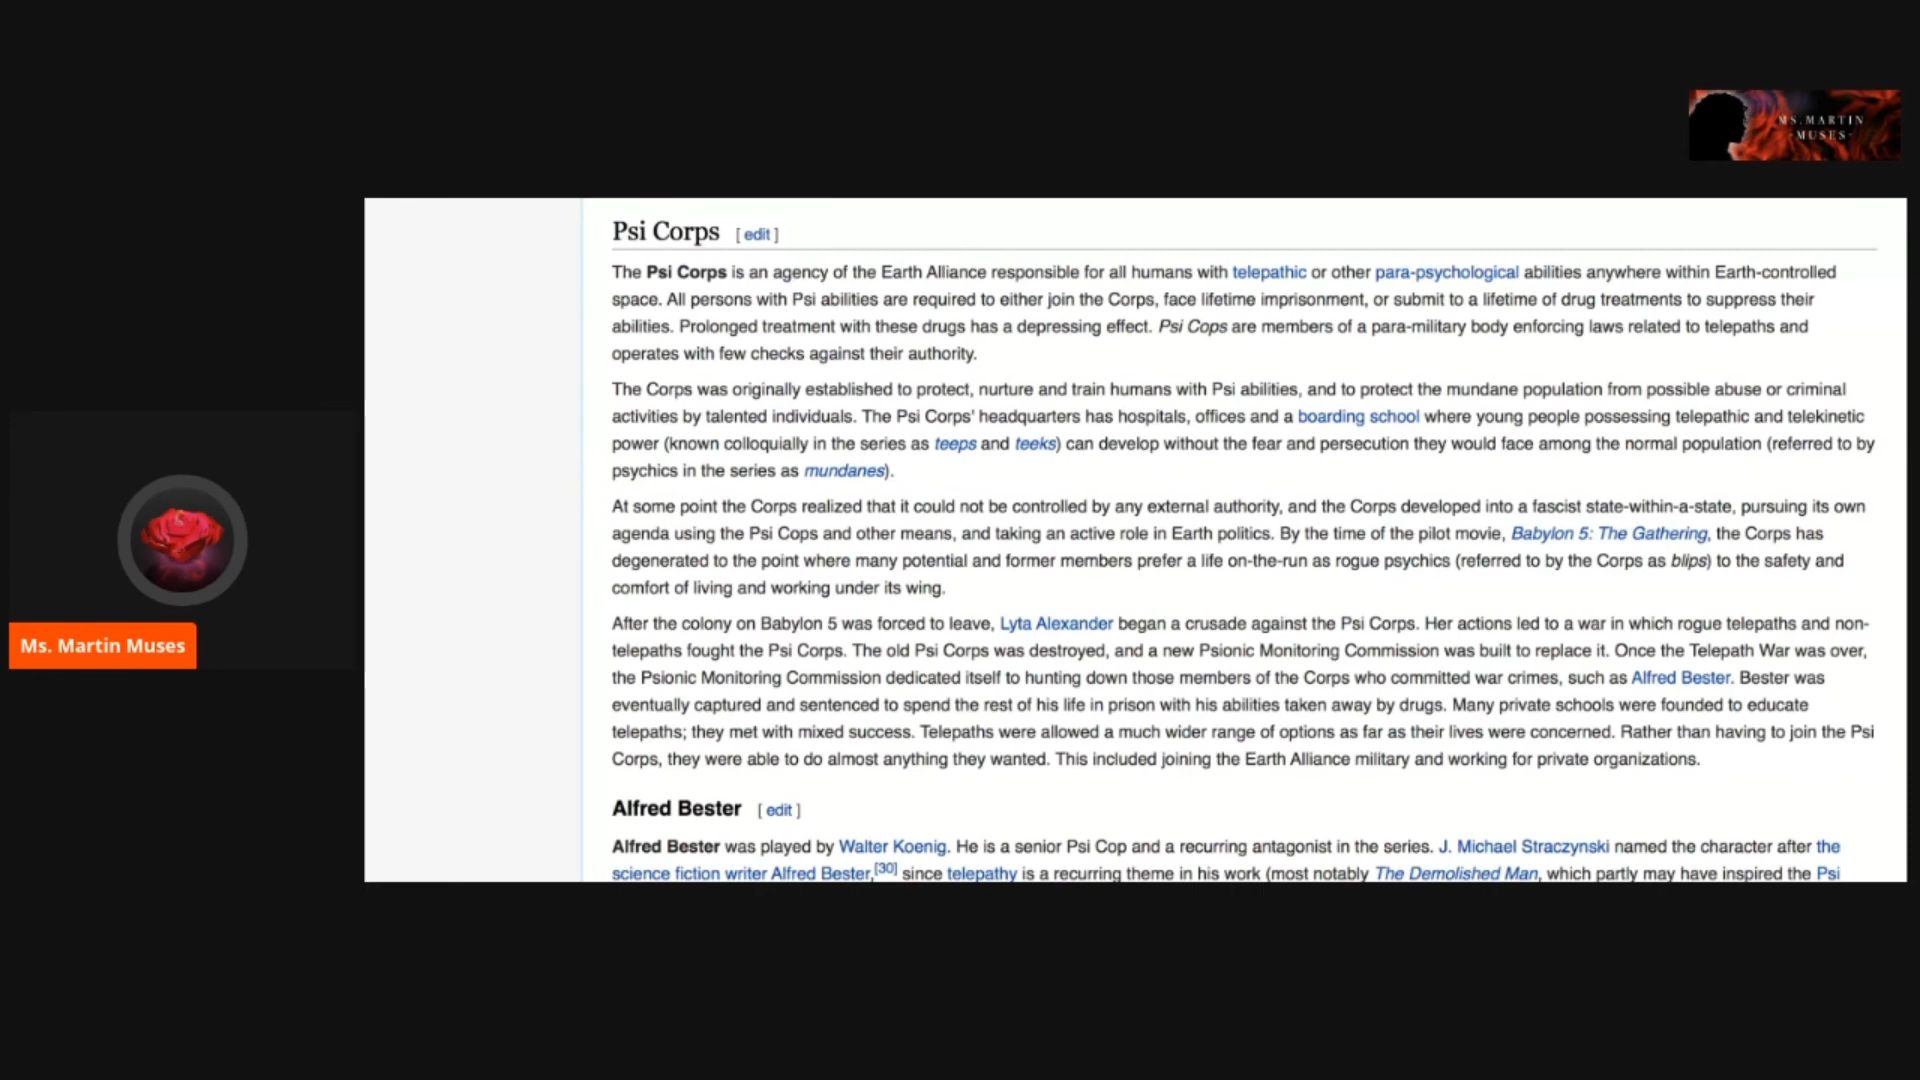 MS. MARTIN
-MUSES-
Psi Corps [ edit ]
The Psi Corps is an agency of the Earth Alliance responsible for all humans with telepathic or other para-psychological abilities anywhere within Earth-controlled
space. All persons with Psi abilities are required to either join the Corps, face lifetime imprisonment, or submit to a lifetime of drug treatments to suppress their
abilities. Prolonged treatment with these drugs has a depressing effect. Psi Cops are members of a para-military body enforcing laws related to telepaths and
operates with few checks against their authority.
The Corps was originally established to protect, nurture and train humans with Psi abilities, and to protect the mundane population from possible abuse or criminal
activities by talented individuals. The Psi Corps' headquarters has hospitals, offices and a boarding school where young people possessing telepathic and telekinetic
power (known colloquially in the series as teeps and teeks) can develop without the fear and persecution they would face among the normal population (referred to by
psychics in the series as mundanes).
At some point the Corps realized that it could not be controlled by any external authority, and the Corps developed into a fascist state-within-a-state, pursuing its own
agenda using the Psi Cops and other means, and taking an active role in Earth politics. By the time of the pilot movie, Babylon 5: The Gathering, the Corps has
degenerated to the point where many potential and former members prefer a life on-the-run as rogue psychics (referred to by the Corps as blips) to the safety and
comfort of living and working under its wing.
After the colony on Babylon 5 was forced to leave, Lyta Alexander began a crusade against the Psi Corps. Her actions led to a war in which rogue telepaths and non-
telepaths fought the Psi Corps. The old Psi Corps was destroyed, and a new Psionic Monitoring Commission was built to replace it. Once the Telepath War was over,
the Psionic Monitoring Commission dedicated itself to hunting down those members of the Corps who committed war crimes, such as Alfred Bester. Bester was
eventually captured and sentenced to spend the rest of his life in prison with his abilities taken away by drugs. Many private schools were founded to educate
telepaths; they met with mixed success. Telepaths were allowed a much wider range of options as far as their lives were concerned. Rather than having to join the Psi
Corps, they were able to do almost anything they wanted. This included joining the Earth Alliance military and working for private organizations.
Alfred Bester [ edit ]
Alfred Bester was played by Walter Koenig. He is a senior Psi Cop and a recurring antagonist in the series. J. Michael Straczynski named the character after the
science fiction writer Alfred Bester,[30] since telepathy is a recurring theme in his work (most notably The Demolished Man, which partly may have inspired the Psi
Ms. Martin Muses